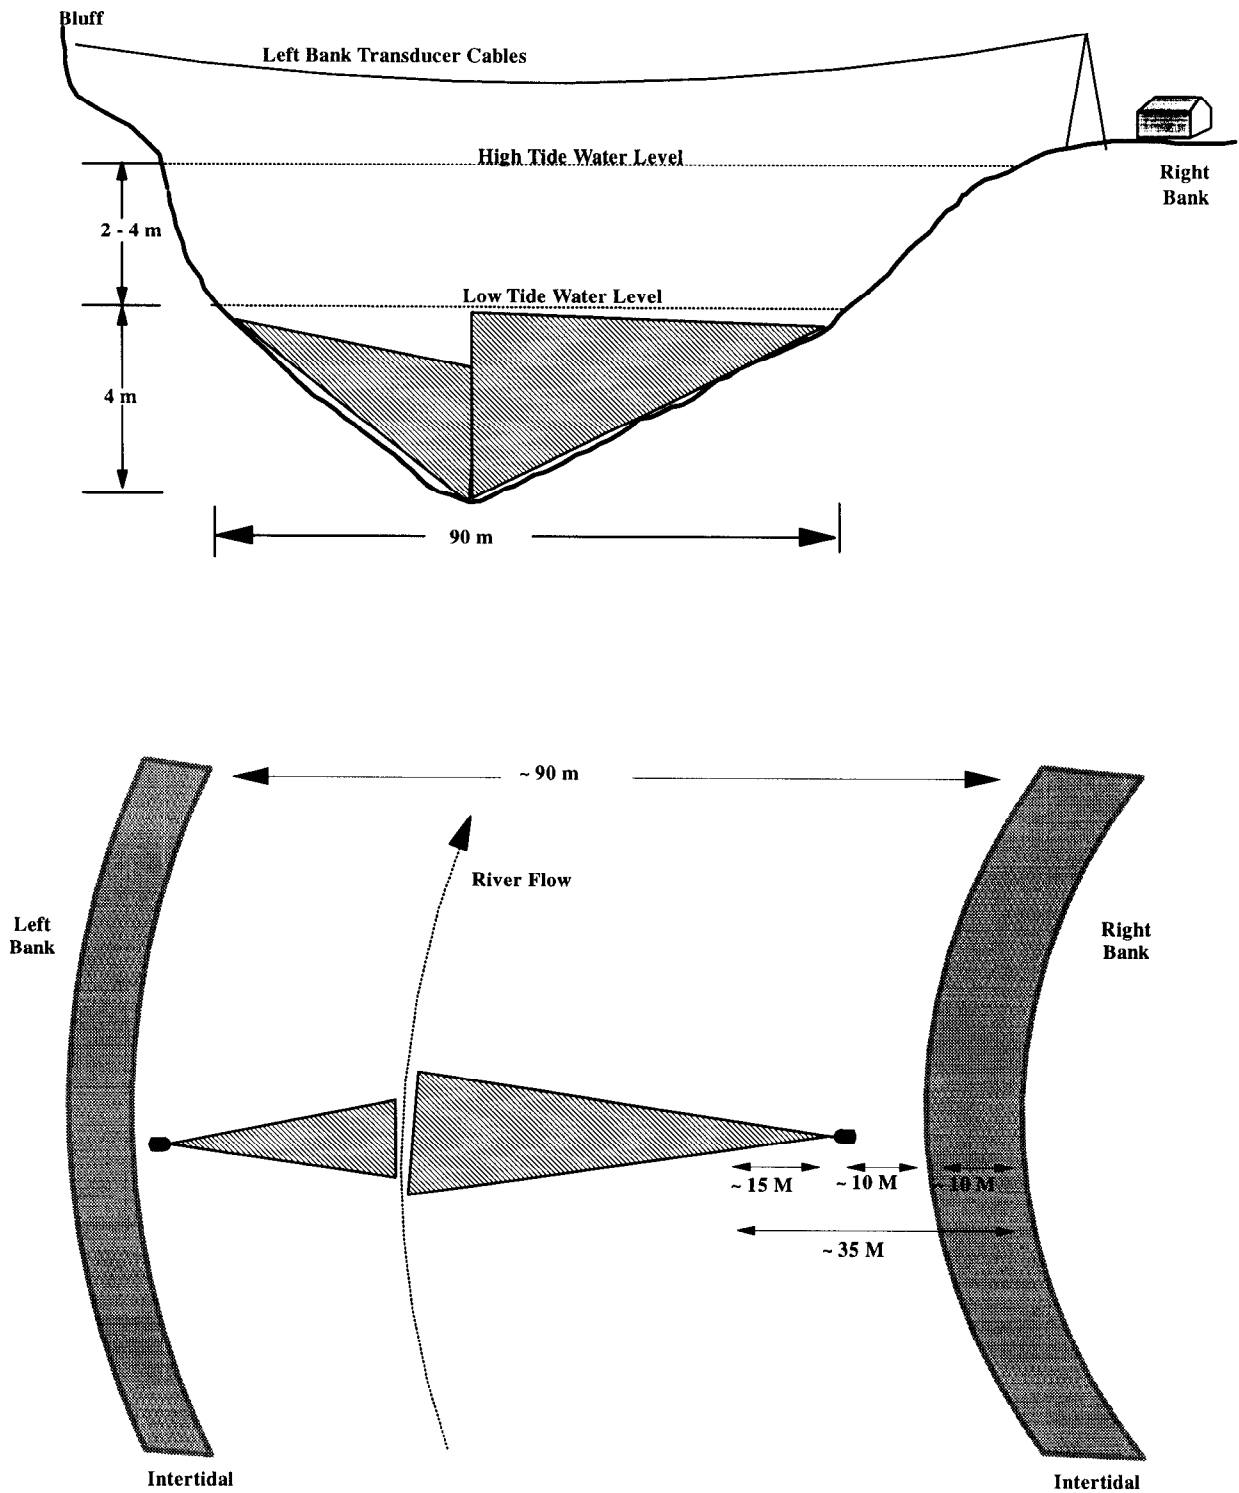 Bluff
Left Bank Transducer Cables
High Tide Water Level
Right
Bank
2 - 4 m
Low Tide Water Level
4 m
90 m
~ 90 m
River Flow
Left
Bank
Right
Bank
~ 15 M
~ 10 M
~ 10 M
~ 35 M
Intertidal
Intertidal